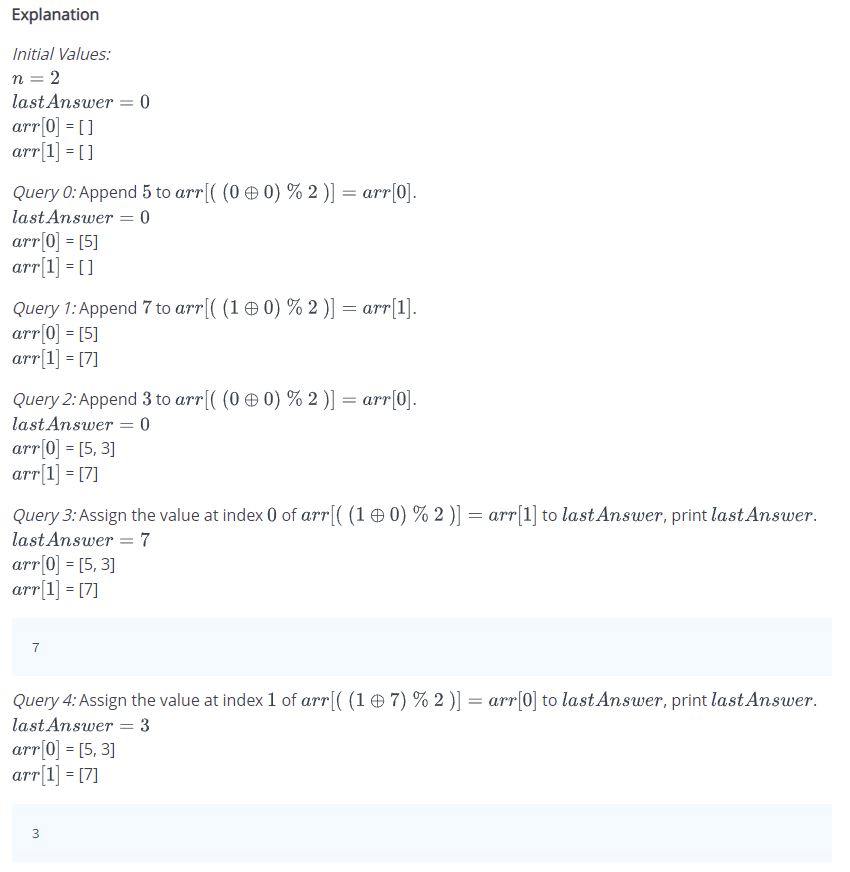 Explanation
Initial Values:
n = 2
lastAnswer = 0
arr[0] = [ ]
arr[1] = [ ]
Query 0: Append 5 to arr[( (0 ⊕ 0) % 2 )] = arr[0].
lastAnswer = 0
arr[0] = [5]
arr[1] = [ ]
Query 1: Append 7 to arr[( (1 ⊕ 0) % 2 )] = arr[1].
arr[0] = [5]
arr[1] = [7]
Query 2: Append 3 to arr[( (0 ⊕ 0) % 2 )] = arr[0].
lastAnswer = 0
arr[0] = [5, 3]
arr[1] = [7]
Query 3: Assign the value at index 0 of arr[( (1 ⊕ 0) % 2 )] = arr[1] to lastAnswer, print lastAnswer.
lastAnswer = 7
arr[0] = [5, 3]
arr[1] = [7]
7
Query 4: Assign the value at index 1 of arr[( (1 ⊕ 7) % 2 )] = arr[0] to lastAnswer, print lastAnswer.
lastAnswer = 3
arr[0] = [5, 3]
arr[1] = [7]
3